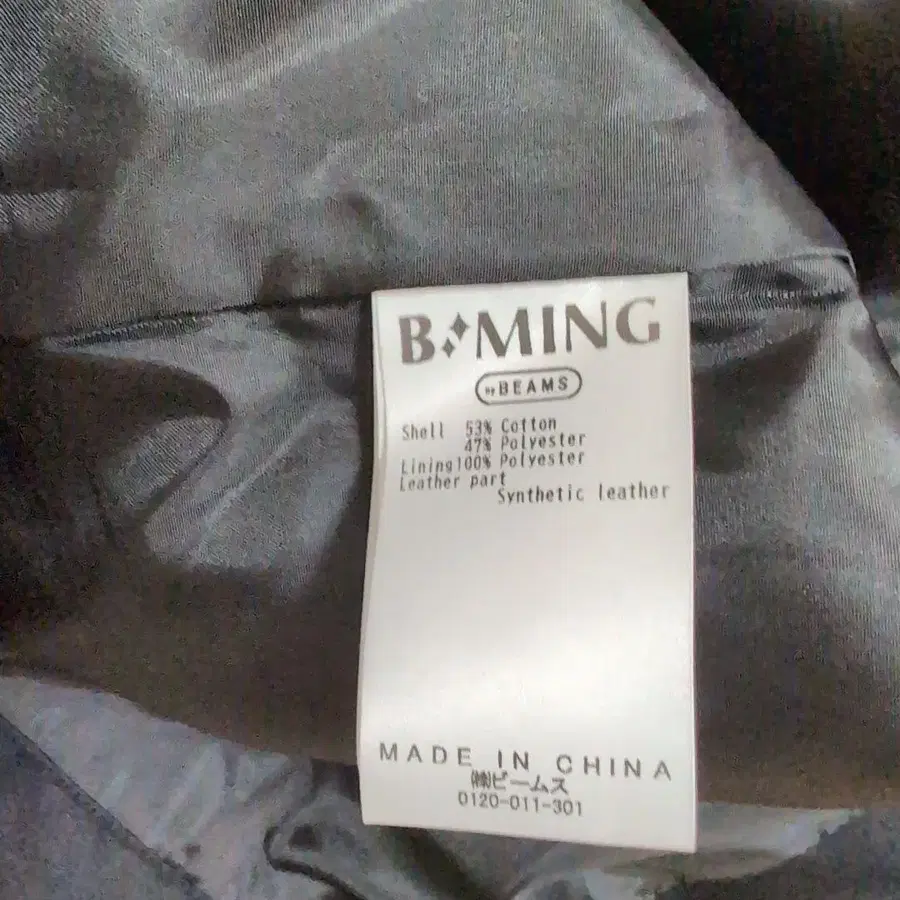 B MING
BY BEAMS
Shell 53% Cotton
47% Polyester
Lining100% Polyester
Leather part
Synthetic leather
MADE IN CHINA
㈱ビームス
0120-011-301